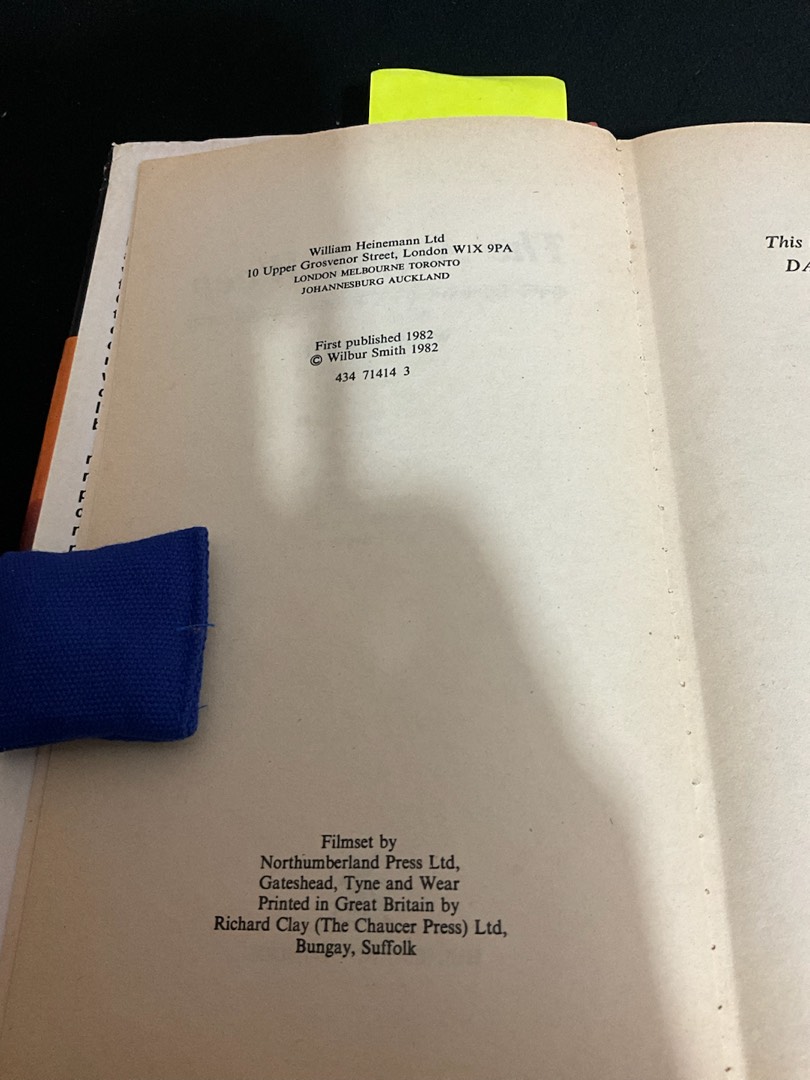 William Heinemann Ltd
10 Upper Grosvenor Street, London W1X 9PA
LONDON MELBOURNE TORONTO
JOHANNESBURG AUCKLAND
First published 1982
© Wilbur Smith 1982
434 71414 3
Filmset by
Northumberland Press Ltd,
Gateshead, Tyne and Wear
Printed in Great Britain by
Richard Clay (The Chaucer Press) Ltd,
Bungay, Suffolk
This